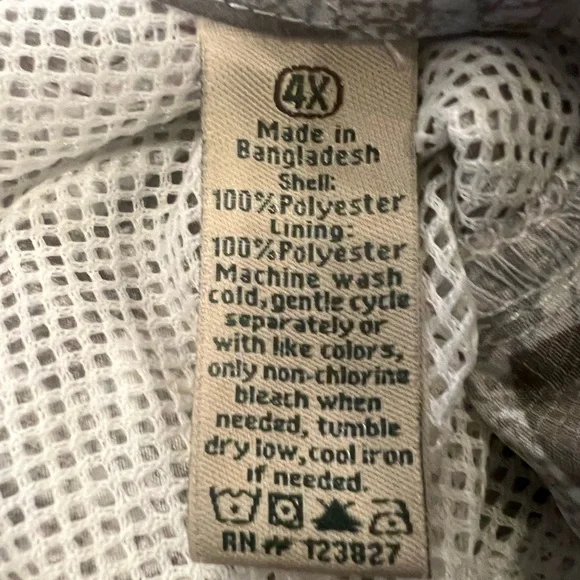 4X
Made in
Bangladesh
Shell:
100%Polyester
Lining:
100%Polyester
Machine wash
cold,gentle cycle
separately or
with like colors,
only non-chlorine
bleach when
needed, tumble
dry low,cool iron
if needed.
RN # 123827